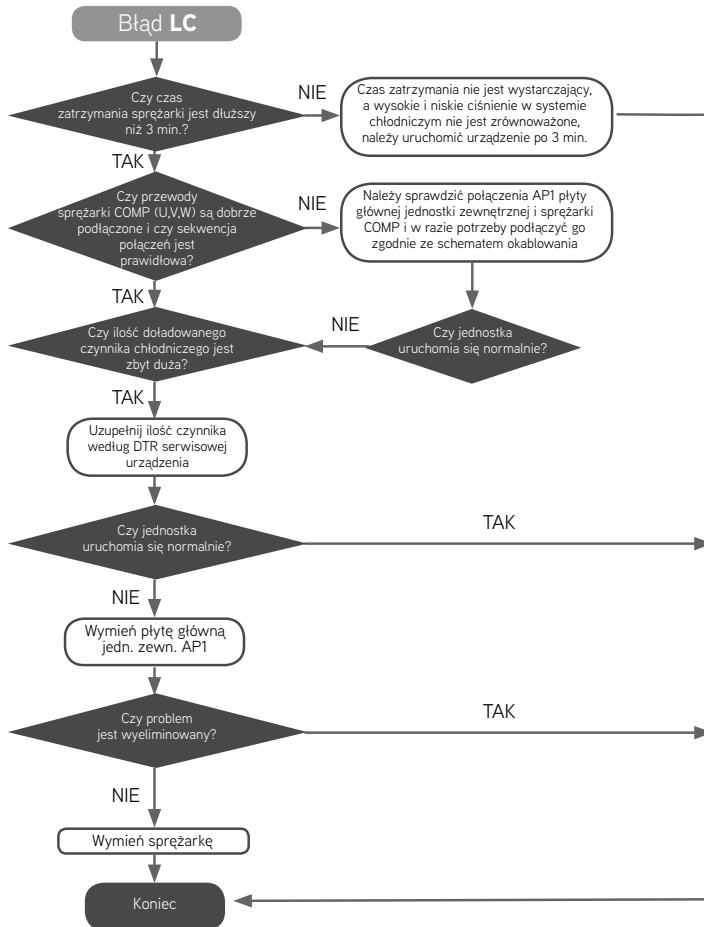 Błąd LC
Czy czas
zatrzymania sprężarki jest dłuższy
niż 3 min.?
NIE
Czas zatrzymania nie jest wystarczający,
a wysokie i niskie ciśnienie w systemie
chłodniczym nie jest zrównoważone,
należy uruchomić urządzenie po 3 min.
TAK
Czy przewody
sprężarki COMP (U,V,W) są dobrze
podłączone i czy sekwencja
połączeń jest
prawidłowa?
NIE
Należy sprawdzić połączenia AP1 płyty
głównej jednostki zewnętrznej i sprężarki
COMP i w razie potrzeby podłączyć go
zgodnie ze schematem okablowania
TAK
Czy ilość doładowanego
czynnika chłodniczego jest
zbyt duża?
NIE
Czy jednostka
uruchomia się normalnie?
TAK
Uzupełnij ilość czynnika
według DTR serwisowej
urządzenia
Czy jednostka
uruchomia się normalnie?
TAK
NIE
Wymień płytę główną
jedn. zewn. AP1
Czy problem
jest wyeliminowany?
TAK
NIE
Wymień sprężarkę
Koniec